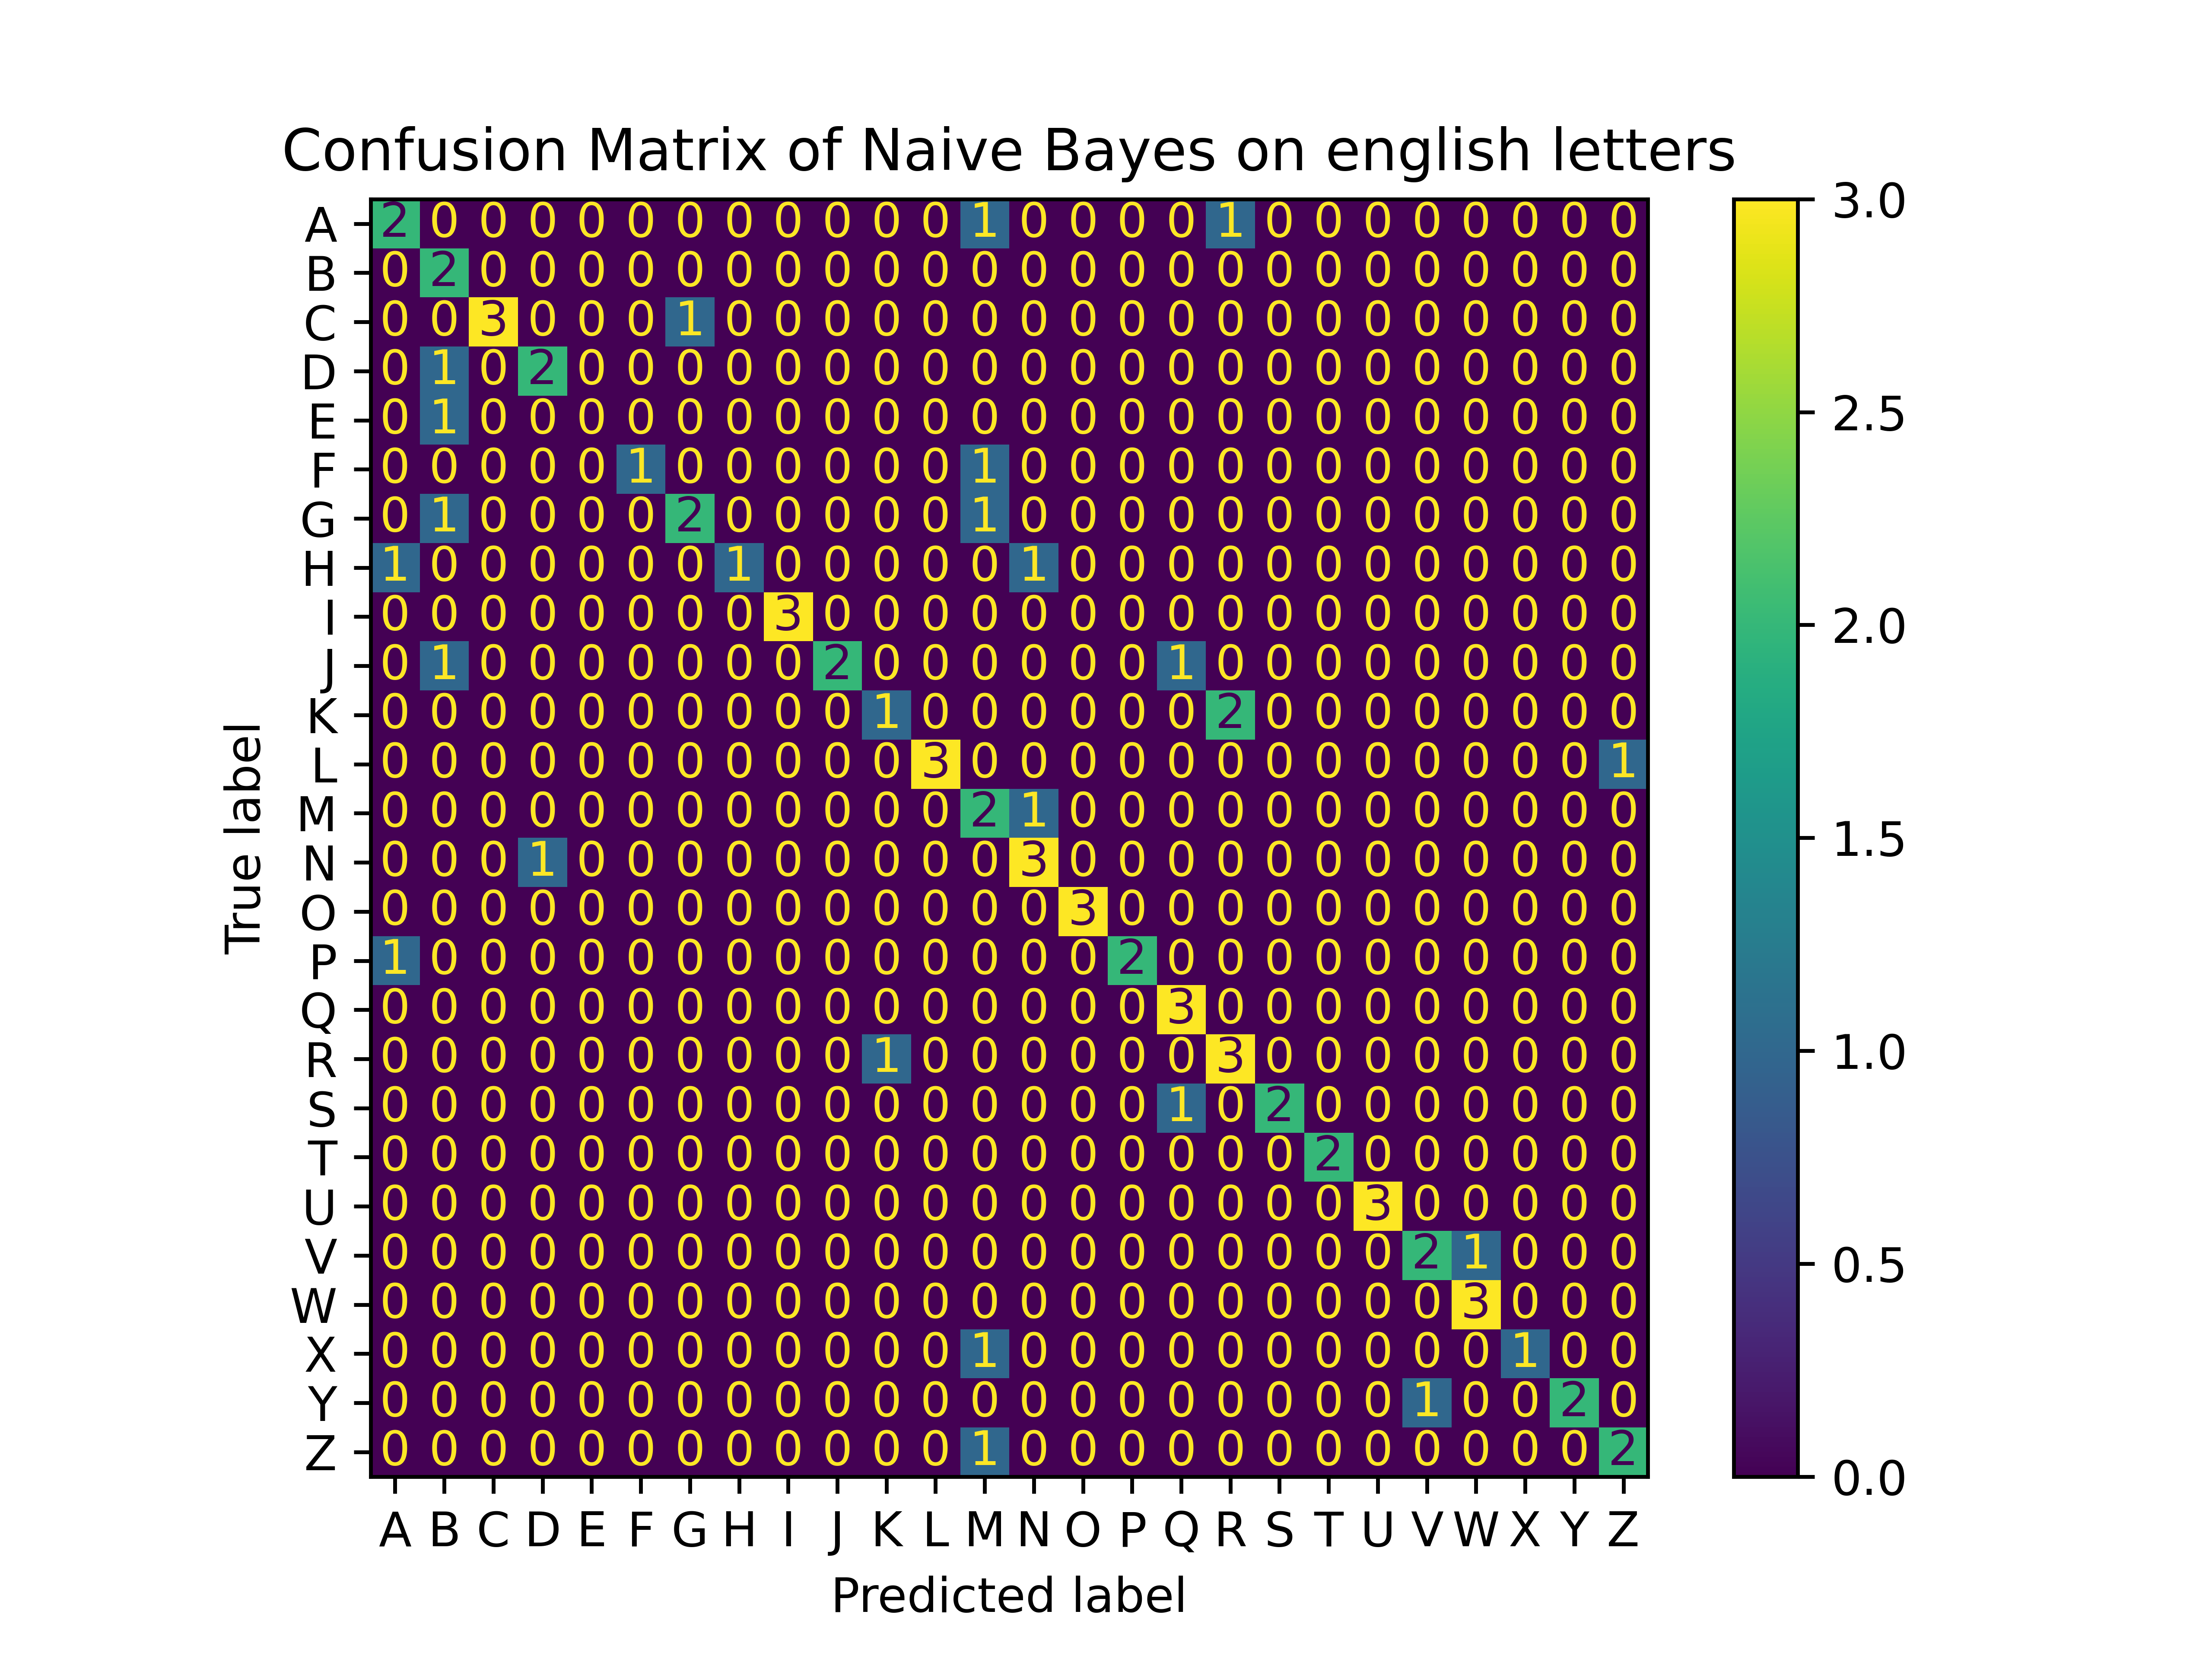 Confusion Matrix of Naive Bayes on english letters
A 2 0 0 0 0 0 0 0 0 0 0 0 1 0 0 0 0 1 0 0 0 0 0 0 0 0
B 0 2 0 0 0 0 0 0 0 0 0 0 0 0 0 0 0 0 0 0 0 0 0 0 0 0
C 0 0 3 0 0 0 1 0 0 0 0 0 0 0 0 0 0 0 0 0 0 0 0 0 0 0
D 0 1 0 2 0 0 0 0 0 0 0 0 0 0 0 0 0 0 0 0 0 0 0 0 0 0
E 0 1 0 0 0 0 0 0 0 0 0 0 0 0 0 0 0 0 0 0 0 0 0 0 0 0
F 0 0 0 0 0 1 0 0 0 0 0 0 1 0 0 0 0 0 0 0 0 0 0 0 0 0
G 0 1 0 0 0 0 2 0 0 0 0 0 1 0 0 0 0 0 0 0 0 0 0 0 0 0
H 1 0 0 0 0 0 0 1 0 0 0 0 0 1 0 0 0 0 0 0 0 0 0 0 0 0
I 0 0 0 0 0 0 0 0 3 0 0 0 0 0 0 0 0 0 0 0 0 0 0 0 0 0
J 0 1 0 0 0 0 0 0 0 2 0 0 0 0 0 0 1 0 0 0 0 0 0 0 0 0
K 0 0 0 0 0 0 0 0 0 0 1 0 0 0 0 0 0 2 0 0 0 0 0 0 0 0
L 0 0 0 0 0 0 0 0 0 0 0 3 0 0 0 0 0 0 0 0 0 0 0 0 0 1
M 0 0 0 0 0 0 0 0 0 0 0 0 2 1 0 0 0 0 0 0 0 0 0 0 0 0
N 0 0 0 1 0 0 0 0 0 0 0 0 0 3 0 0 0 0 0 0 0 0 0 0 0 0
O 0 0 0 0 0 0 0 0 0 0 0 0 0 0 3 0 0 0 0 0 0 0 0 0 0 0
P 1 0 0 0 0 0 0 0 0 0 0 0 0 0 0 2 0 0 0 0 0 0 0 0 0 0
Q 0 0 0 0 0 0 0 0 0 0 0 0 0 0 0 0 3 0 0 0 0 0 0 0 0 0
R 0 0 0 0 0 0 0 0 0 0 1 0 0 0 0 0 0 3 0 0 0 0 0 0 0 0
S 0 0 0 0 0 0 0 0 0 0 0 0 0 0 0 0 1 0 2 0 0 0 0 0 0 0
T 0 0 0 0 0 0 0 0 0 0 0 0 0 0 0 0 0 0 0 2 0 0 0 0 0 0
U 0 0 0 0 0 0 0 0 0 0 0 0 0 0 0 0 0 0 0 0 3 0 0 0 0 0
V 0 0 0 0 0 0 0 0 0 0 0 0 0 0 0 0 0 0 0 0 0 2 1 0 0 0
W 0 0 0 0 0 0 0 0 0 0 0 0 0 0 0 0 0 0 0 0 0 0 3 0 0 0
X 0 0 0 0 0 0 0 0 0 0 0 0 1 0 0 0 0 0 0 0 0 0 0 1 0 0
Y 0 0 0 0 0 0 0 0 0 0 0 0 0 0 0 0 0 0 0 0 0 1 0 0 2 0
Z 0 0 0 0 0 0 0 0 0 0 0 0 1 0 0 0 0 0 0 0 0 0 0 0 0 2
A B C D E F G H I J K L M N O P Q R S T U V W X Y Z
Predicted label
True label
3.0
2.5
2.0
1.5
1.0
0.5
0.0